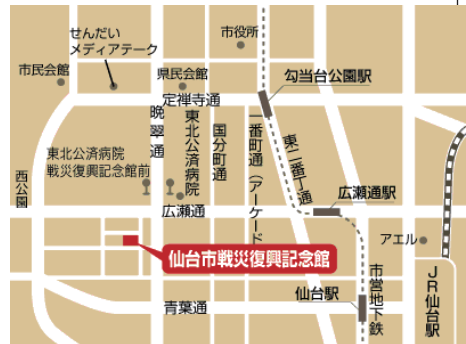 せんだい
メディアテーク
市役所
市民会館
県民会館
勾当台公園駅
定禅寺通
晩翠通
東北公済病院
国分町通
一番町通（アーケード
東二番丁通
東北公済病院
戦災復興記念館前
西公園
広瀬通
広瀬通駅
アエル
仙台市戦災復興記念館
仙台駅
市営地下鉄
JR仙台駅
青葉通